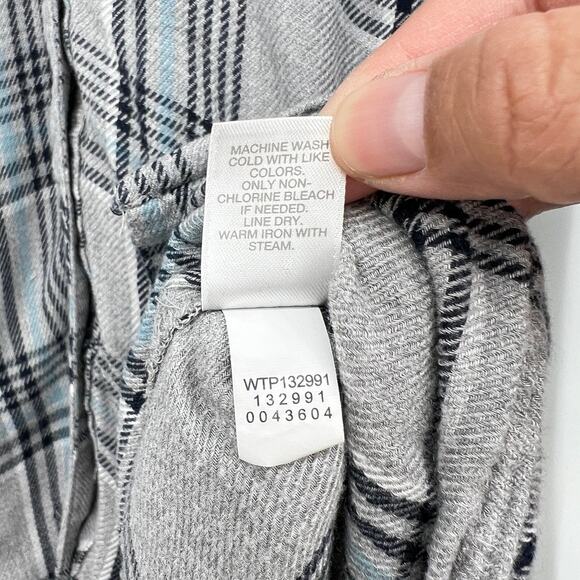 MACHINE WASH
COLD WITH LIKE
COLORS.
ONLY NON-
CHLORINE BLEACH
IF NEEDED.
LINE DRY.
WARM IRON WITH
STEAM.
WTP132991
132991
0043604